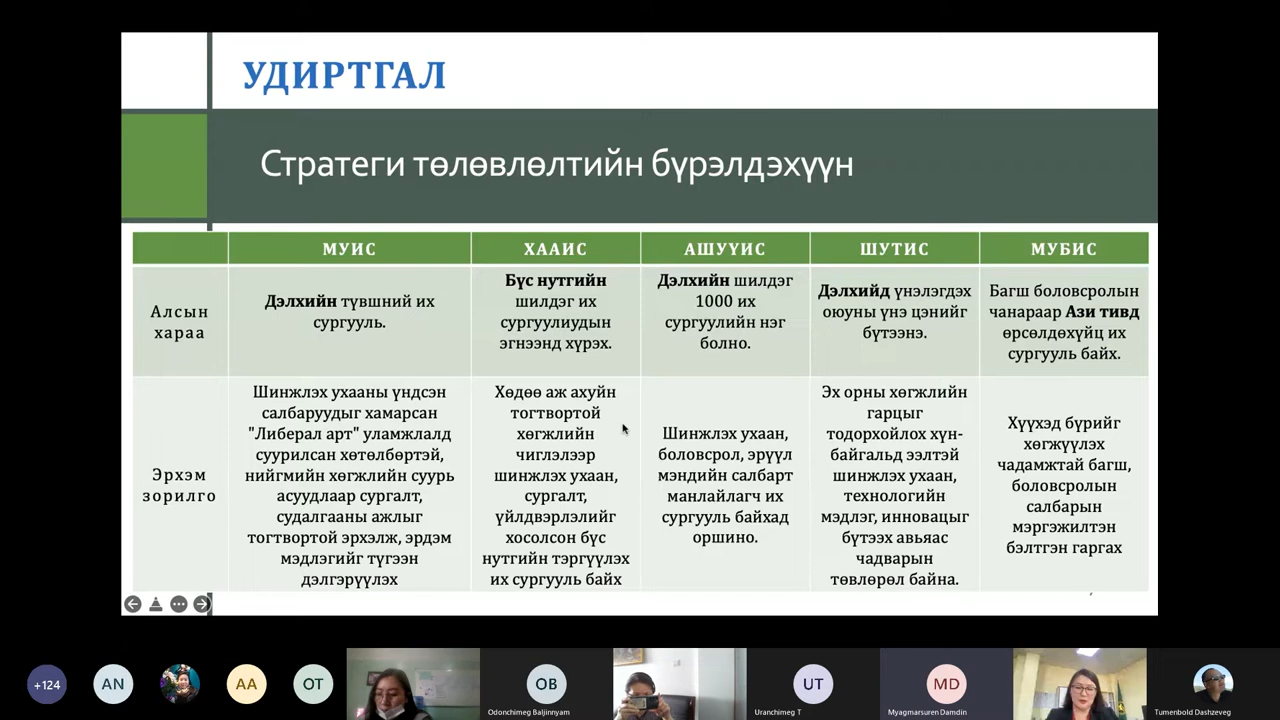 УДИРТГАЛ
Стратеги төлөвлөлтийн бүрэлдэхүүн
МУИС
ХААИС
АШУҮИС
ШУТИС
МУБИС
Алсын
хараа
Дэлхийн түвшний их
сургууль.
Бүс нутгийн
шилдэг их
сургуулиудын
эгнээнд хүрэх.
Дэлхийн шилдэг
1000 их
сургуулийн нэг
болно.
Дэлхийд үнэлэгдэх
оюуны үнэ цэнийг
бүтээнэ.
Багш боловсролын
чанараар Ази тивд
өрсөлдөхүйц их
сургууль байх.
Эрхэм
зорилго
Шинжлэх ухааны үндсэн
салбаруудыг хамарсан
"Либерал арт" уламжлалд
суурилсан хөтөлбөртэй,
нийгмийн хөгжлийн суурь
асуудлаар сургалт,
судалгааны ажлыг
тогтвортой эрхэлж, эрдэм
мэдлэгийг түгээн
дэлгэрүүлэх
Хөдөө аж ахуйн
тогтвортой
хөгжлийн
чиглэлээр
шинжлэх ухаан,
сургалт,
үйлдвэрлэлийг
хосолсон бүс
нутгийн тэргүүлэх
их сургууль байх
Шинжлэх ухаан,
боловсрол, эрүүл
мэндийн салбарт
манлайлагч их
сургууль байхад
оршино.
Эх орны хөгжлийн
гарцыг
тодорхойлох хүн-
байгальд ээлтэй
шинжлэх ухаан,
технологийн
мэдлэг, инновацыг
бүтээх авьяас
чадварын
төвлөрөл байна.
Хүүхэд бүрийг
хөгжүүлэх
чадамжтай багш,
боловсролын
салбарын
мэргэжилтэн
бэлтгэн гаргах
+124
AN
AA
OT
OB
Odonchimeg Baljinnyam
UT
Uranchimeg T
MD
Myagmarsuren Damdin
Tumenbold Dashzeveg